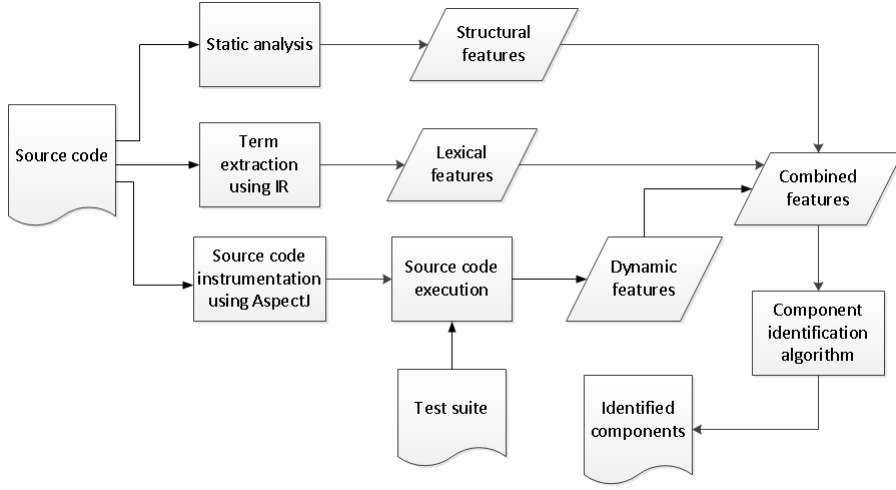 Static analysis
Structural
features
Source code
Term
extraction
using IR
Lexical
features
Combined
features
Source code
instrumentation
using AspectJ
Source code
execution
Dynamic
features
Component
identification
algorithm
Test suite
Identified
components